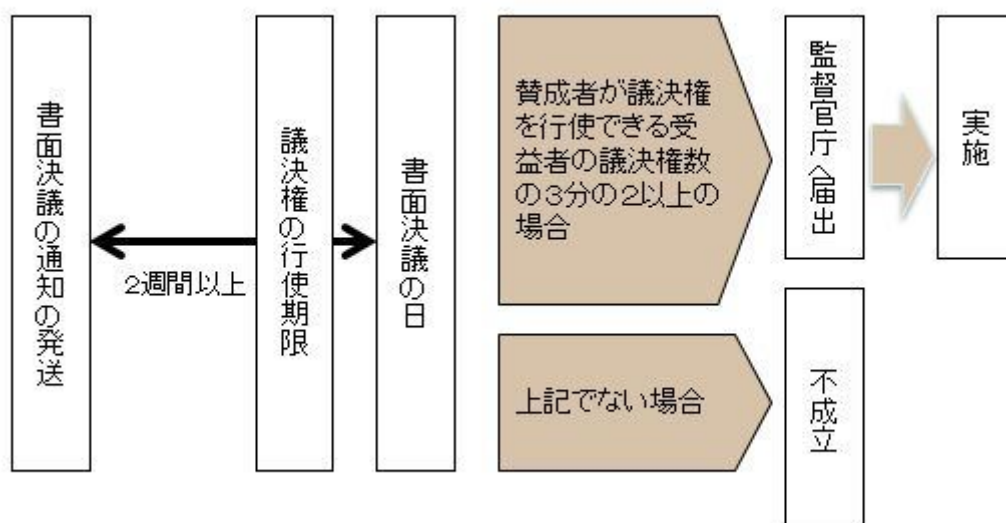 書面決議の通知の発送
2週間以上
議決権の行使期限
書面決議の日
賛成者が議決権
を行使できる受
益者の議決権数
の3分の2以上の
場合
監督官庁へ届出
実施
上記でない場合
不成立